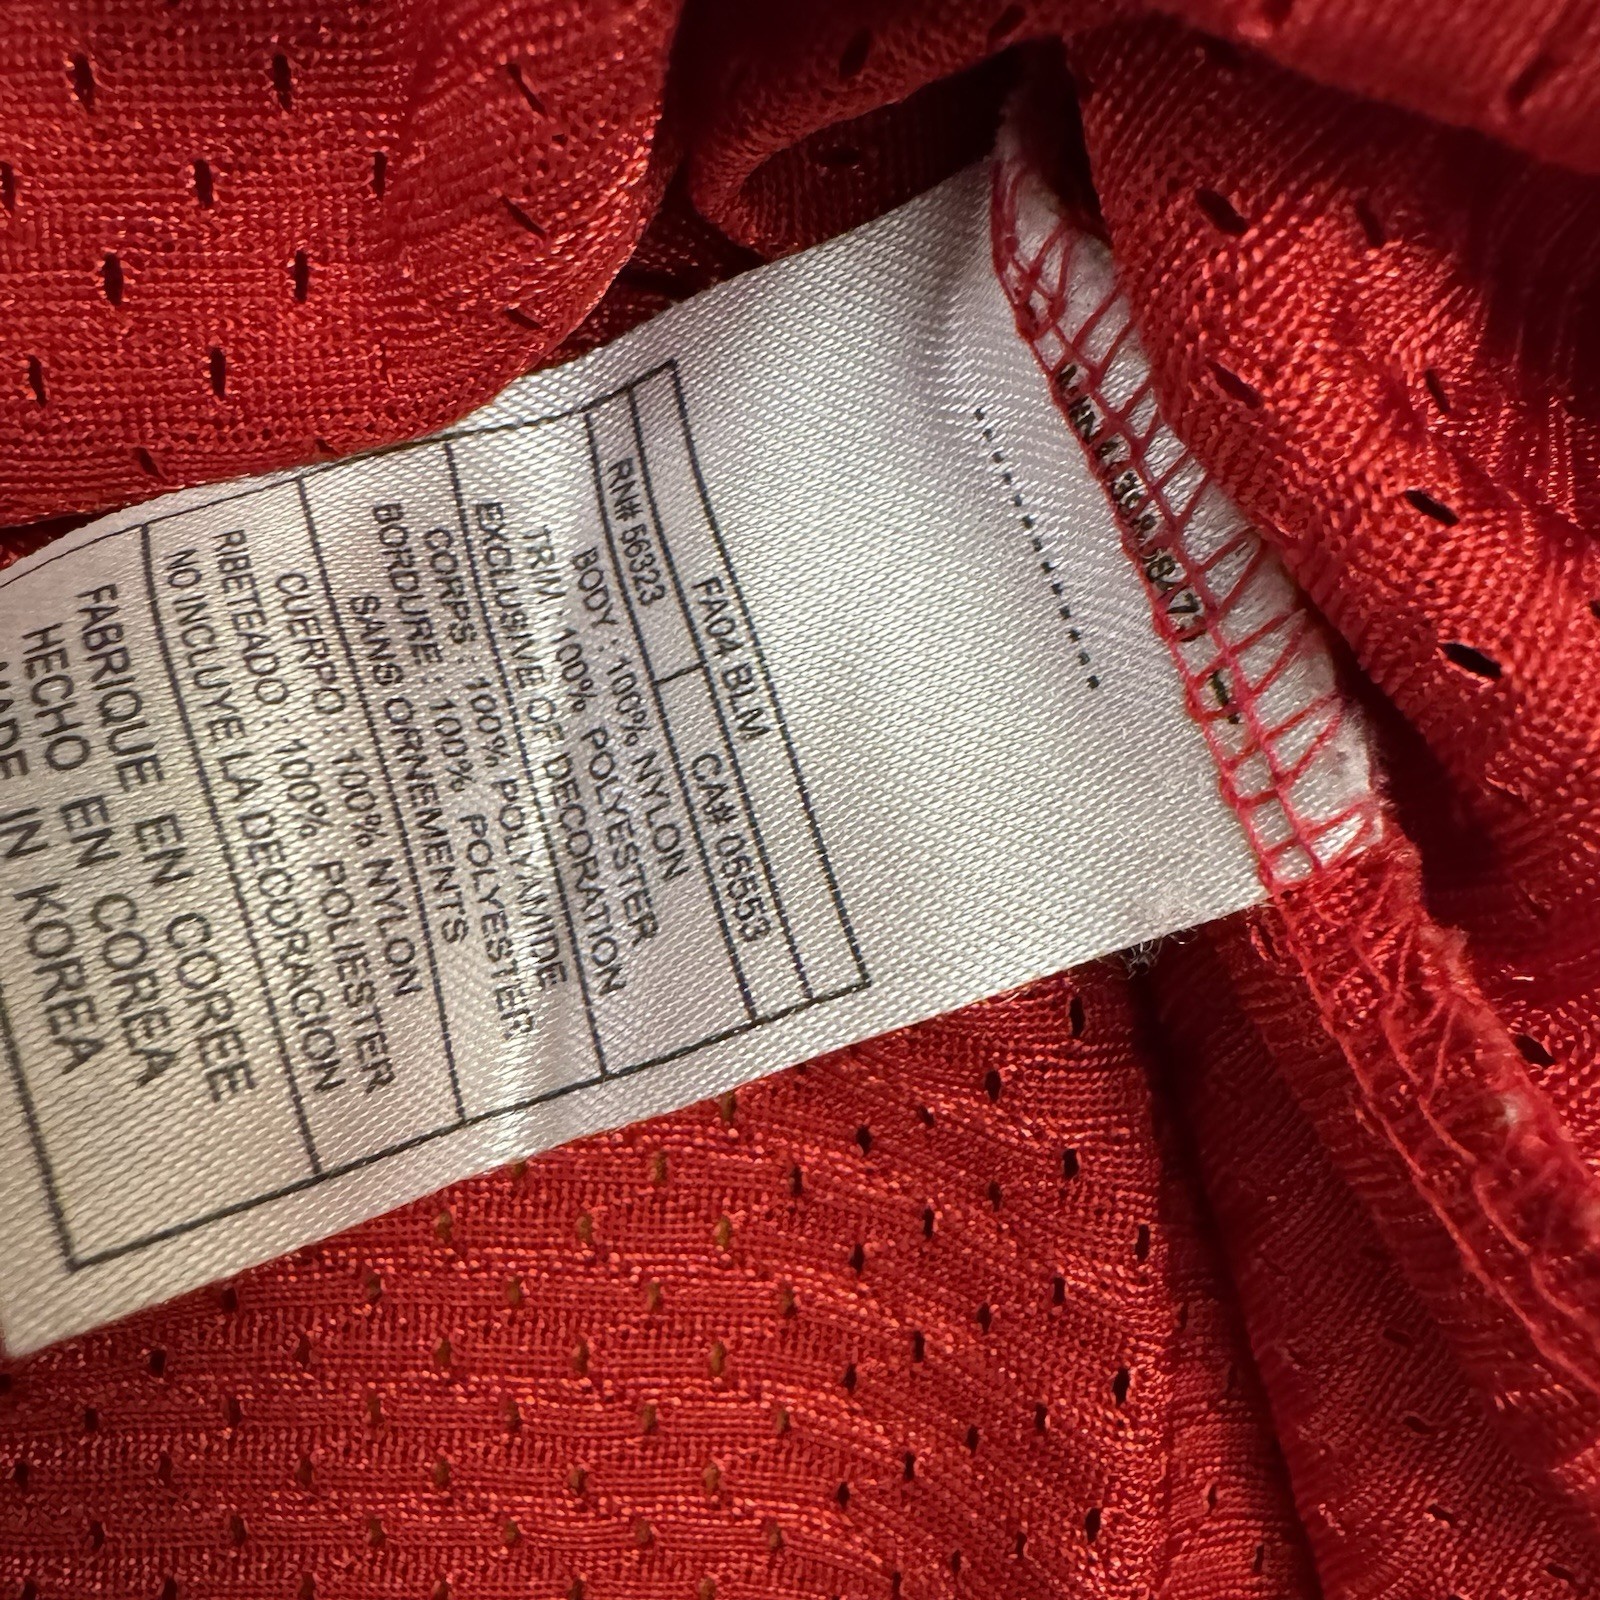 FA04 BLM
RN# 56323 CA# 05553
BODY : 100% NYLON
TRIM : 100% POLYESTER
EXCLUSIVE OF DECORATION
CORPS : 100% POLYAMIDE
BORDURE : 100% POLYESTER
SANS ORNEMENTS
CUERPO : 100% NYLON
RIBETEADO : 100% POLIESTER
NO INCLUYE LA DECORACION
FABRIQUE EN COREE
HECHO EN COREA
MADE IN KOREA